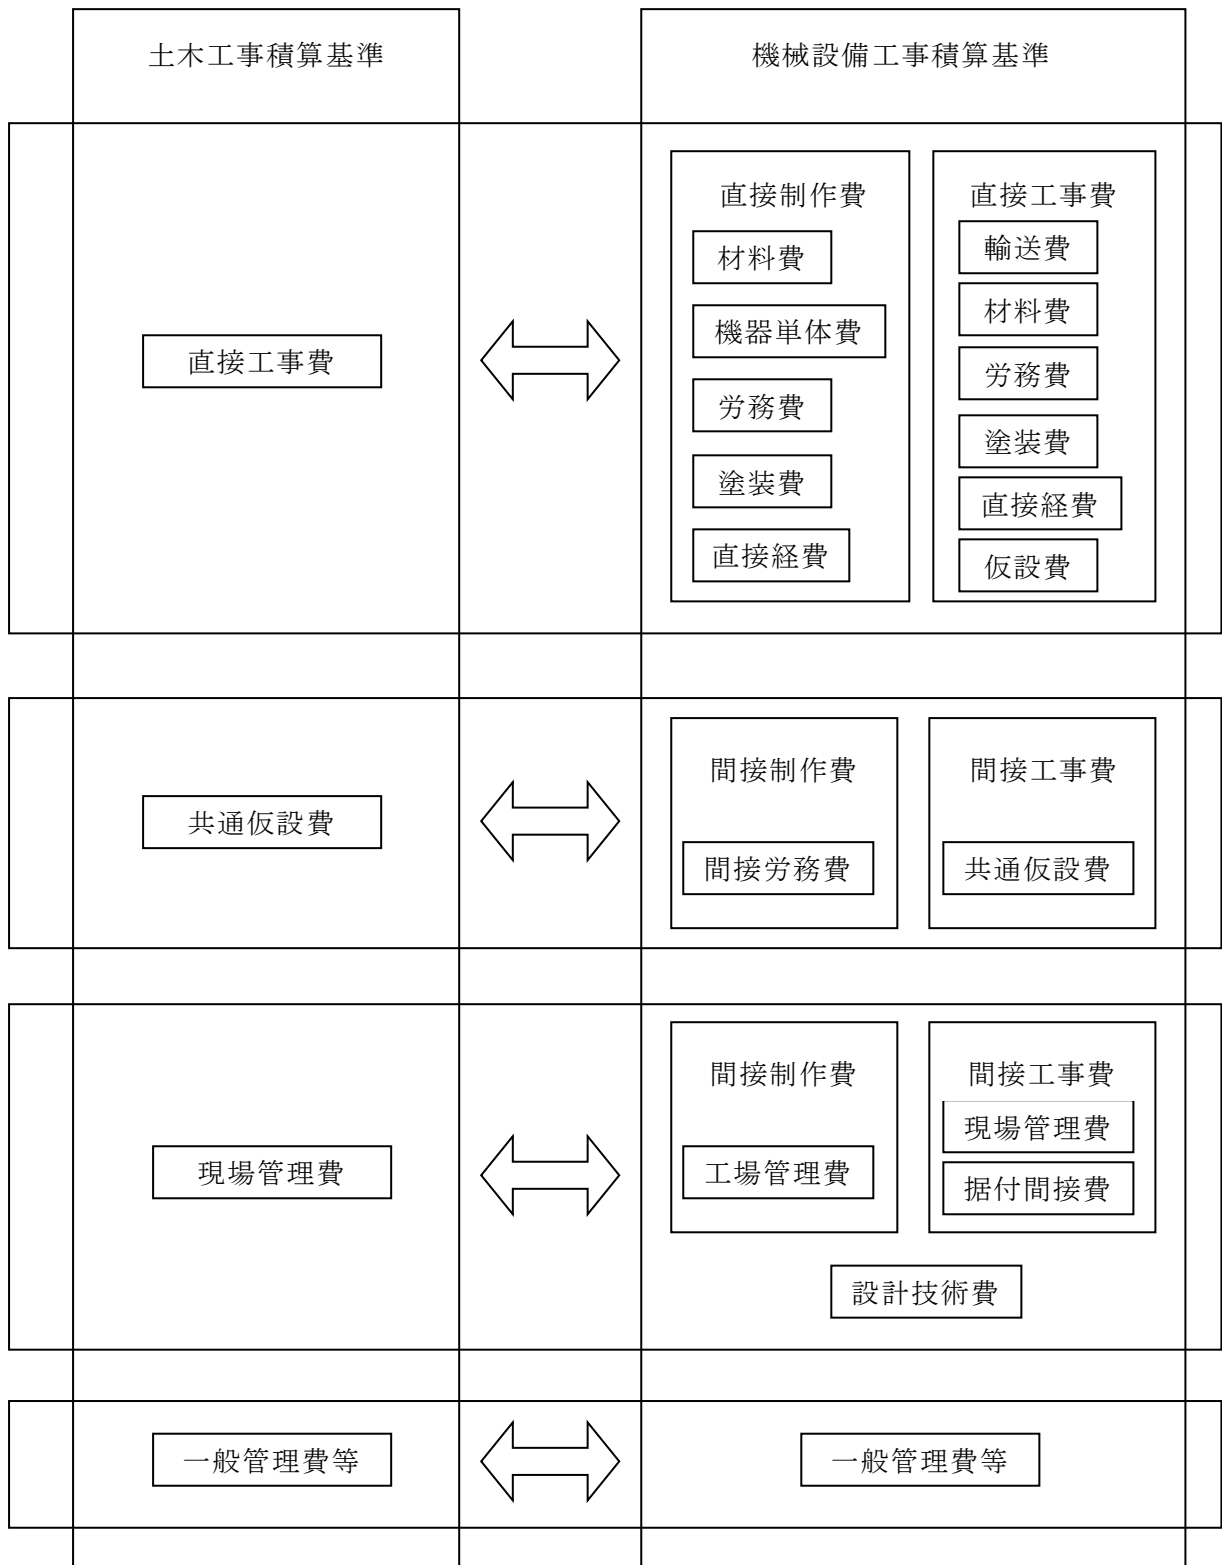 土木工事積算基準
機械設備工事積算基準
直接工事費
直接制作費
材料費
機器単体費
労務費
塗装費
直接経費
直接工事費
輸送費
材料費
労務費
塗装費
直接経費
仮設費
共通仮設費
間接制作費
間接労務費
間接工事費
共通仮設費
現場管理費
間接制作費
工場管理費
間接工事費
現場管理費
据付間接費
設計技術費
一般管理費等
一般管理費等